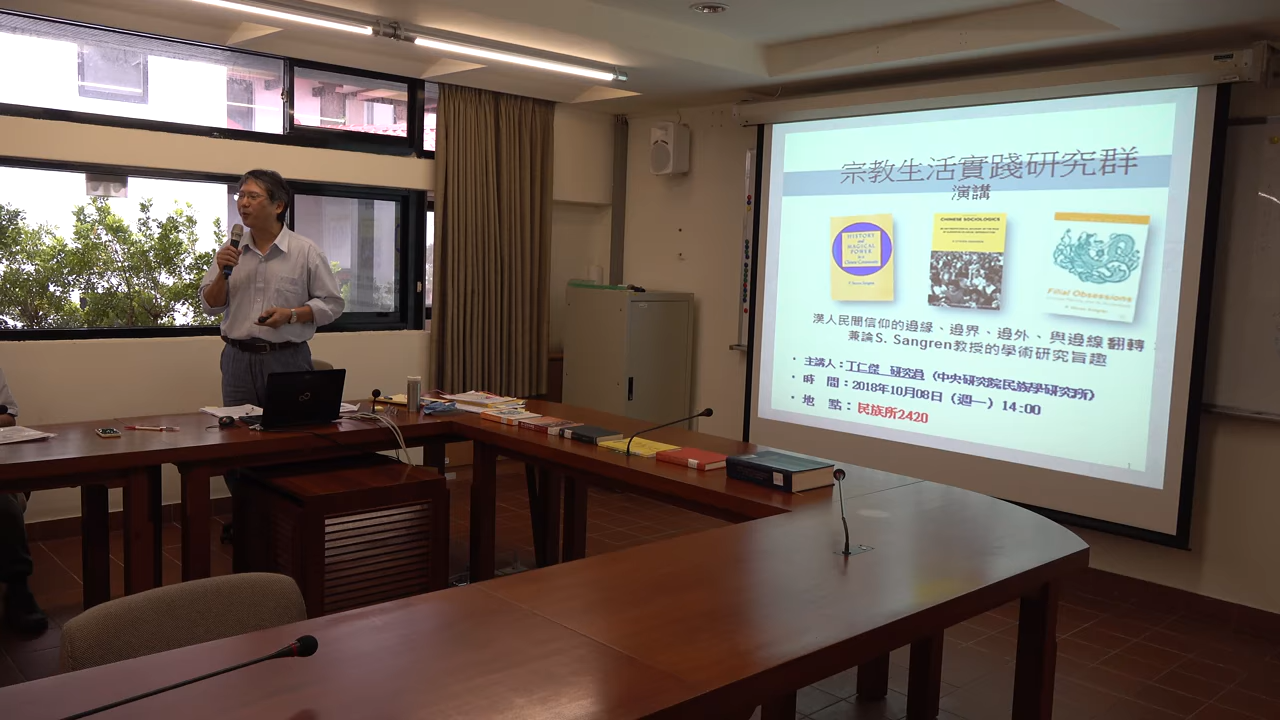 宗教生活實踐研究群
演講
HISTORY
and
MAGICAL
POWER
in a
Chinese Community
P. Steven Sangren
CHINESE SOCIOLOGICS
Filial Obsessions
P. Steven Sangren
漢人民間信仰的邊緣、邊界、邊外、與邊線翻轉：
兼論S. Sangren教授的學術研究旨趣
• 主講人：丁仁傑 研究員（中央研究院民族學研究所）
• 時 間：2018年10月08日（週一）14:00
• 地 點：民族所2420